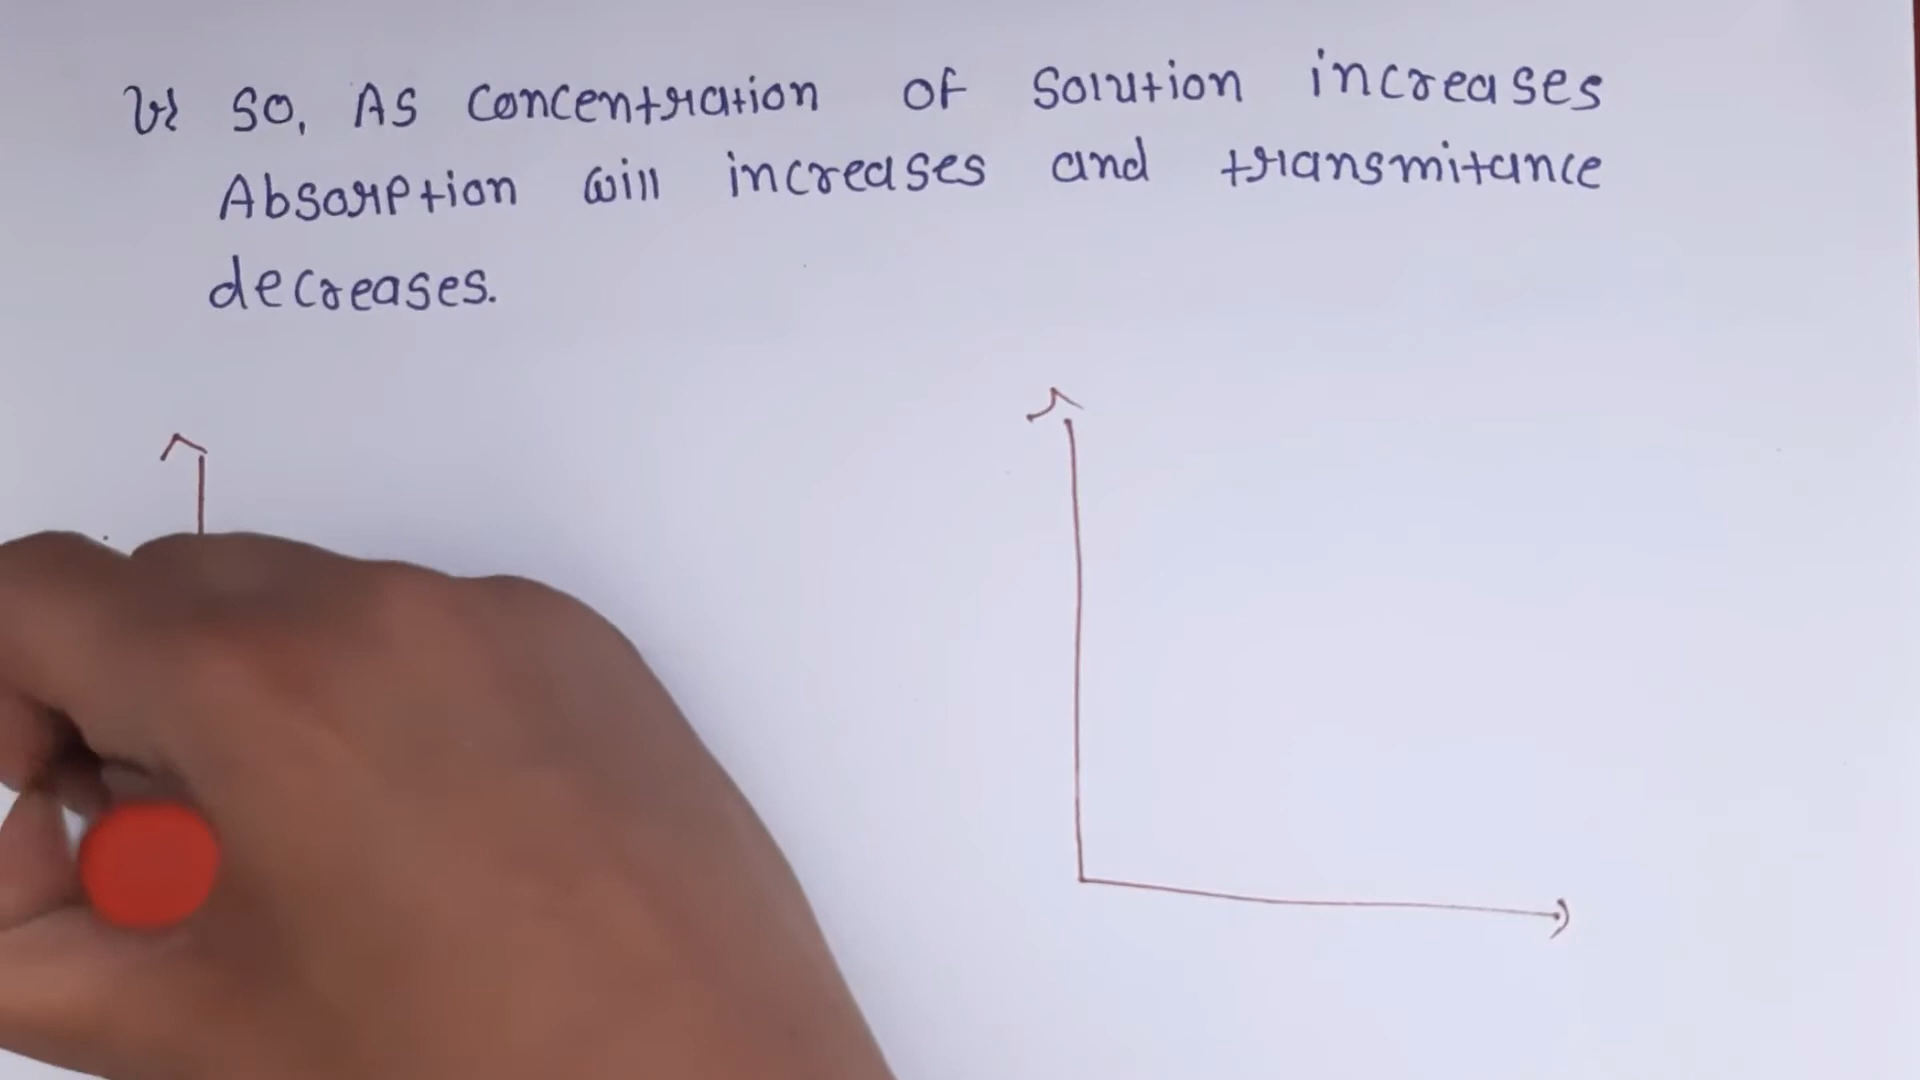 v} So, As concentration of solution increases
Absorption will increases and transmitance
decreases.